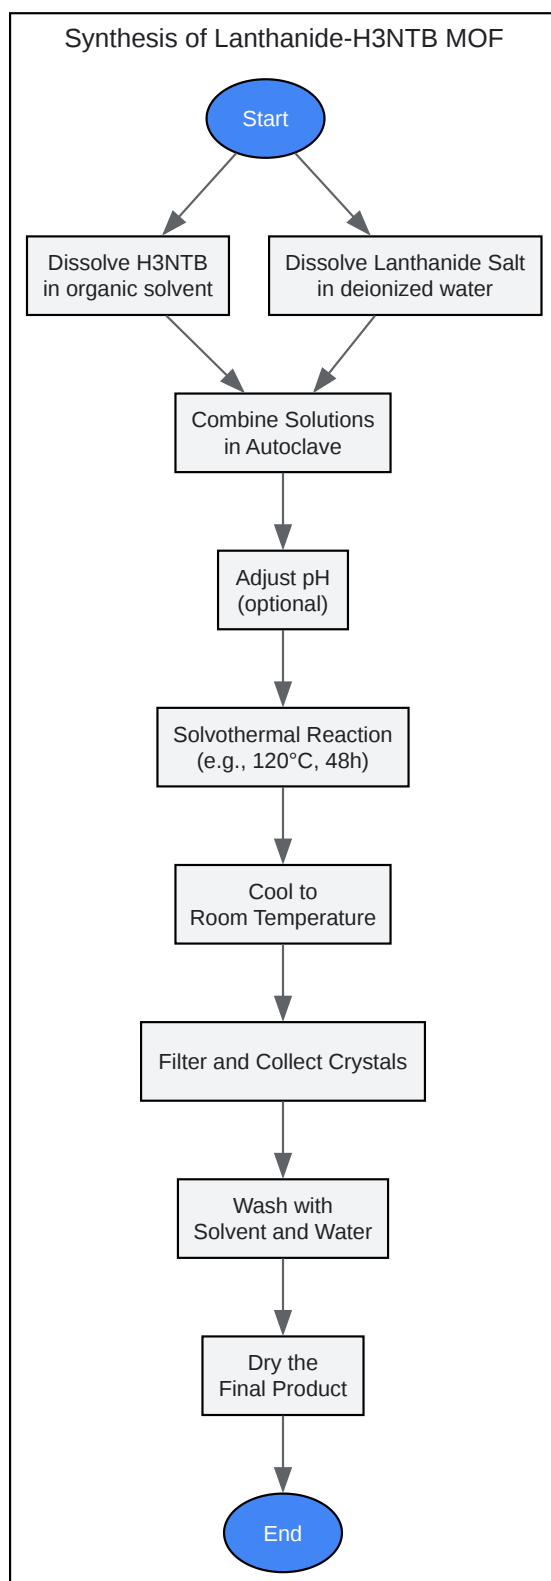 Synthesis of Lanthanide-H3NTB MOF
Start
Dissolve H3NTB
in organic solvent
Dissolve Lanthanide Salt
in deionized water
Combine Solutions
in Autoclave
Adjust pH
(optional)
Solvothermal Reaction
(e.g., 120°C, 48h)
Cool to
Room Temperature
Filter and Collect Crystals
Wash with
Solvent and Water
Dry the
Final Product
End